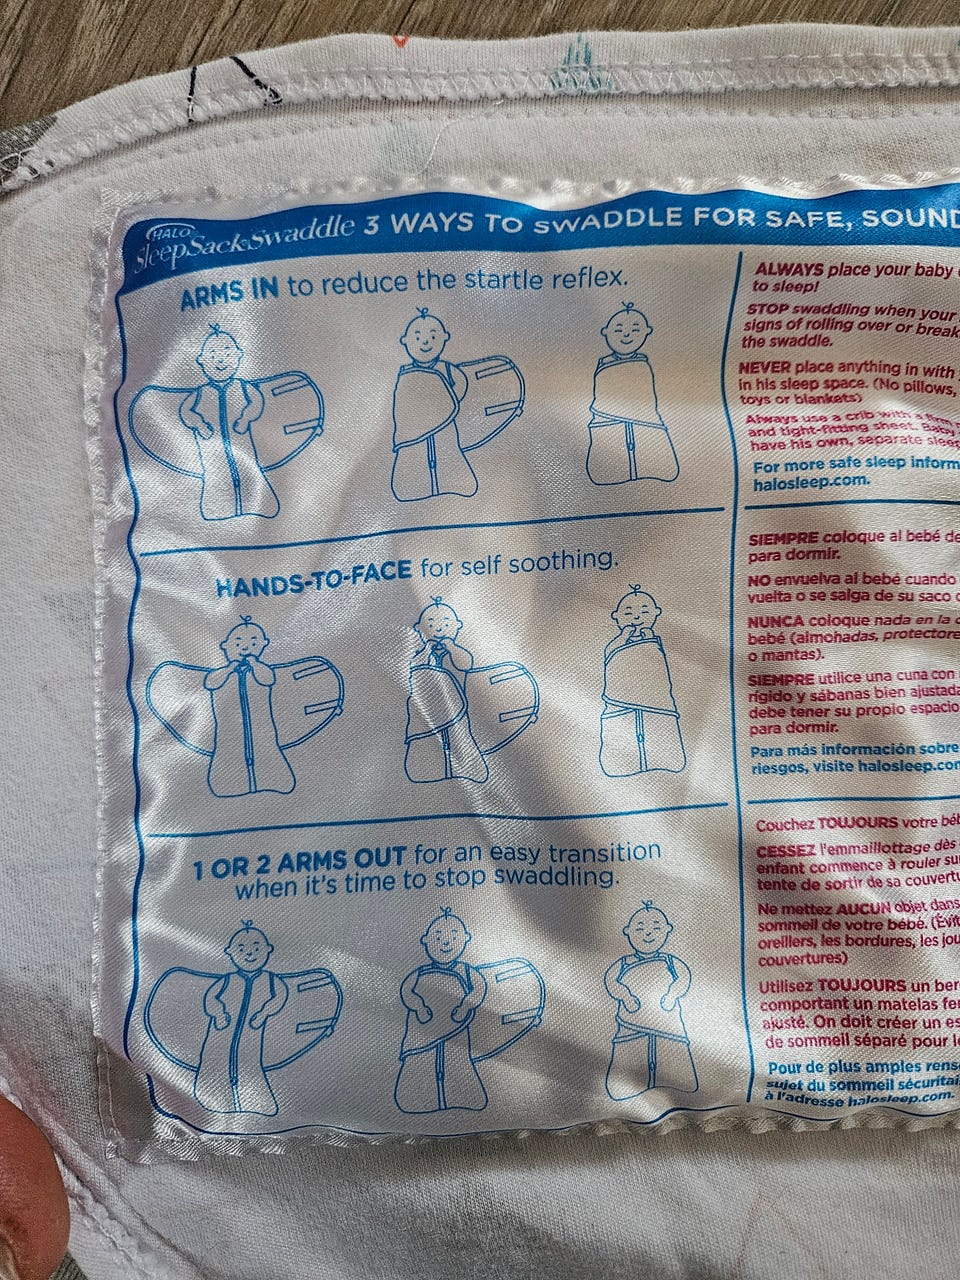 HALO
SleepSack Swaddle 3 WAYS TO SWADDLE FOR SAFE, SOUND
ARMS IN to reduce the startle reflex.
HANDS-TO-FACE for self soothing.
1 OR 2 ARMS OUT for an easy transition
when it's time to stop swaddling.
ALWAYS place your baby
to sleep!
STOP swaddling when your
signs of rolling over or break
the swaddle.
NEVER place anything in with
in his sleep space. (No pillows,
toys or blankets)
Always use a crib with a firm
and tight-fitting sheet. Baby
have his own, separate sleep
For more safe sleep inform
halosleep.com.
SIEMPRE coloque al bebé de
para dormir.
NO envuelva al bebé cuando
vuelta o se salga de su saco
NUNCA coloque nada en la c
bebé (almohadas, protectore
o mantas).
SIEMPRE utilice una cuna con
rígido y sábanas bien ajustada
debe tener su propio espacio
para dormir.
Para más información sobre
riesgos, visite halosleep.com
Couchez TOUJOURS votre béb
CESSEZ l'emmaillottage dès
enfant commence à rouler su
tente de sortir de sa couvertu
Ne mettez AUCUN objet dans
sommeil de votre bébé. (Évit
oreillers, les bordures, les jou
couvertures)
Utilisez TOUJOURS un ber
comportant un matelas fe
ajusté. On doit créer un es
de sommeil séparé pour le
Pour de plus amples rens
sujet du sommeil sécuritai
à l'adresse halosleep.com.